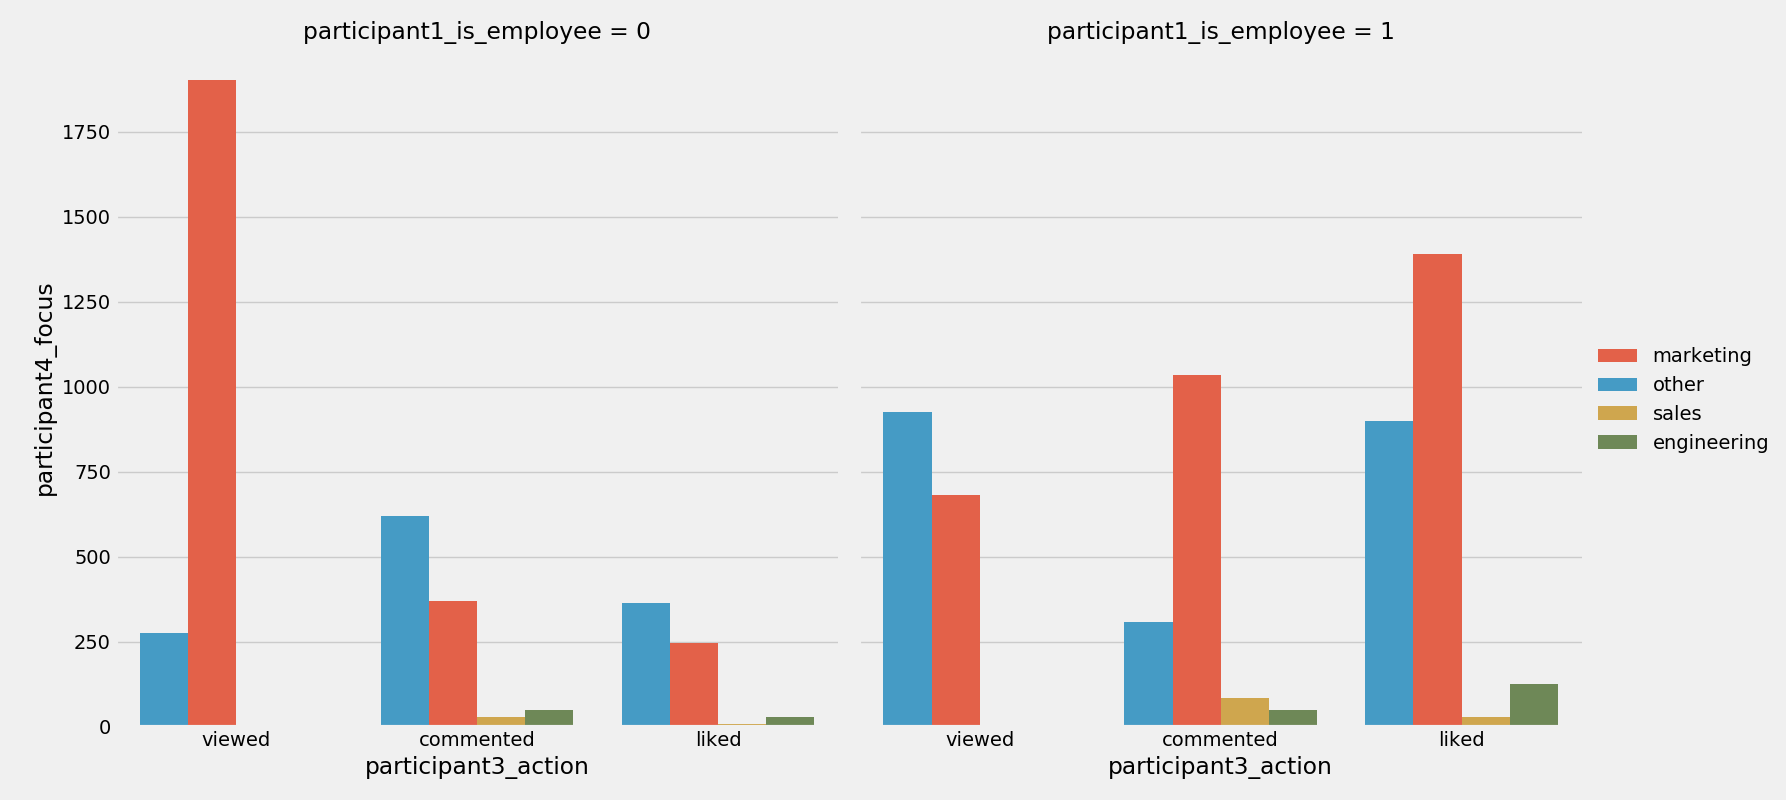 participant1_is_employee = 0
participant1_is_employee = 1
participant4_focus
1750
1500
1250
1000
750
500
250
0
viewed
commented
liked
viewed
commented
liked
participant3_action
participant3_action
marketing
other
sales
engineering